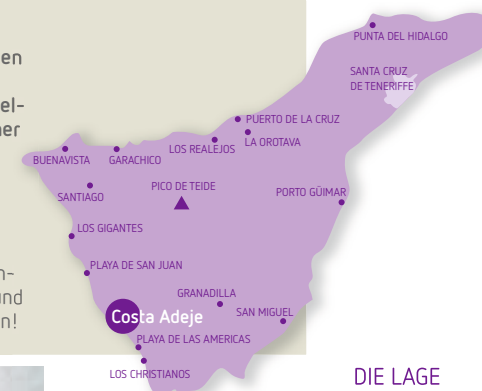 en
el-
er
n-
und
n!
PUNTA DEL HIDALGO
SANTA CRUZ
DE TENERIFFE
PUERTO DE LA CRUZ
LA OROTAVA
LOS REALEJOS
BUENAVISTA
GARACHICO
SANTIAGO
PICO DE TEIDE
PORTO GÜIMAR
LOS GIGANTES
PLAYA DE SAN JUAN
GRANADILLA
SAN MIGUEL
Costa Adeje
PLAYA DE LAS AMERICAS
LOS CHRISTIANOS
DIE LAGE